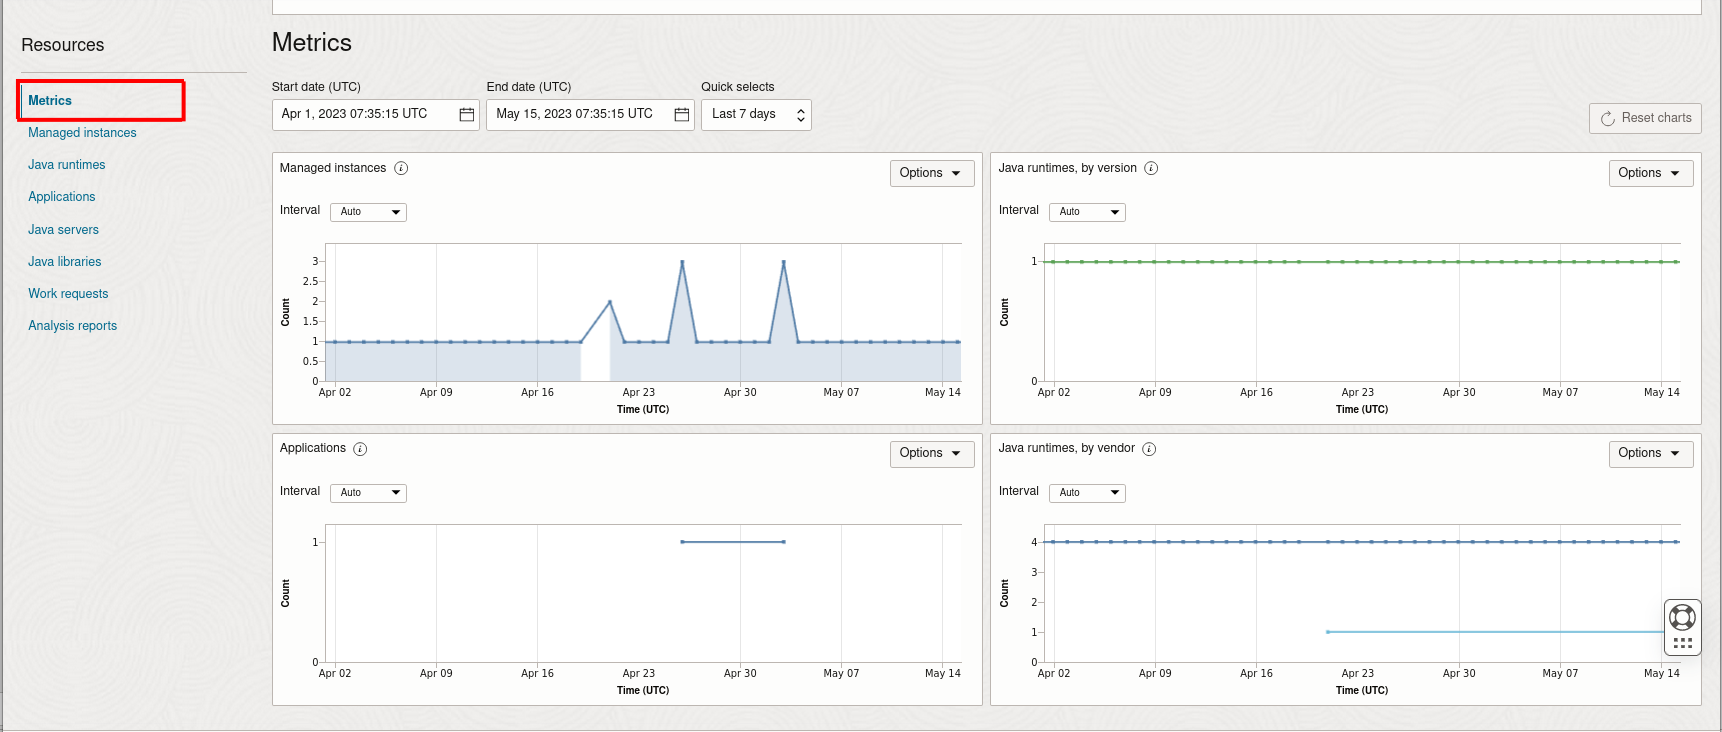 Resources
Metrics
Managed instances
Java runtimes
Applications
Java servers
Java libraries
Work requests
Analysis reports
Metrics
Start date (UTC)
End date (UTC)
Quick selects
Apr 1, 2023 07:35:15 UTC
May 15, 2023 07:35:15 UTC
Last 7 days
Reset charts
Managed instances i
Options
Interval
Auto
3
2.5
2
1.5
1
0.5
0
Count
Apr 02 Apr 09 Apr 16 Apr 23 Apr 30 May 07 May 14
Time (UTC)
Java runtimes, by version i
Options
Interval
Auto
1
0
Count
Apr 02 Apr 09 Apr 16 Apr 23 Apr 30 May 07 May 14
Time (UTC)
Applications i
Options
Interval
Auto
1
0
Count
Apr 02 Apr 09 Apr 16 Apr 23 Apr 30 May 07 May 14
Time (UTC)
Java runtimes, by vendor i
Options
Interval
Auto
4
3
2
1
0
Count
Apr 02 Apr 09 Apr 16 Apr 23 Apr 30 May 07 May 14
Time (UTC)